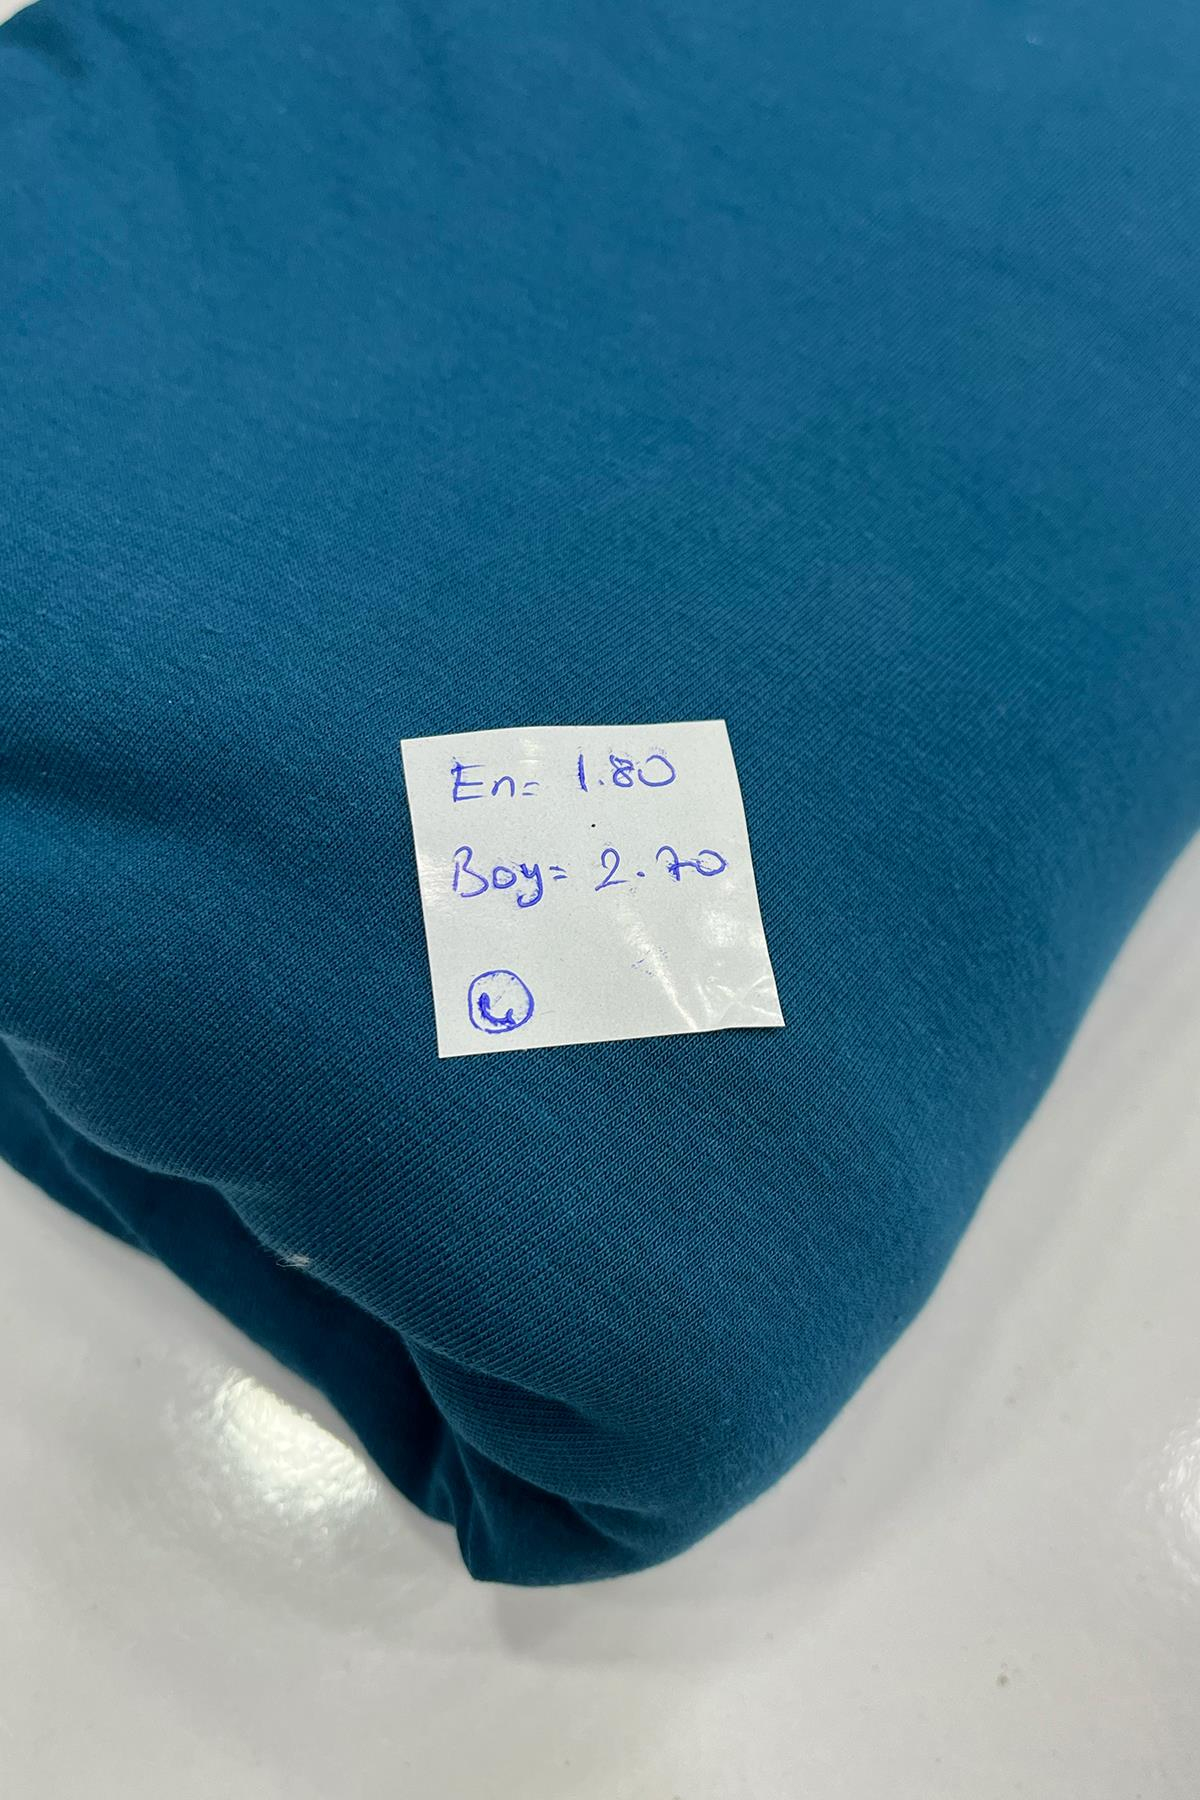 En= 1.80
Boy= 2.70